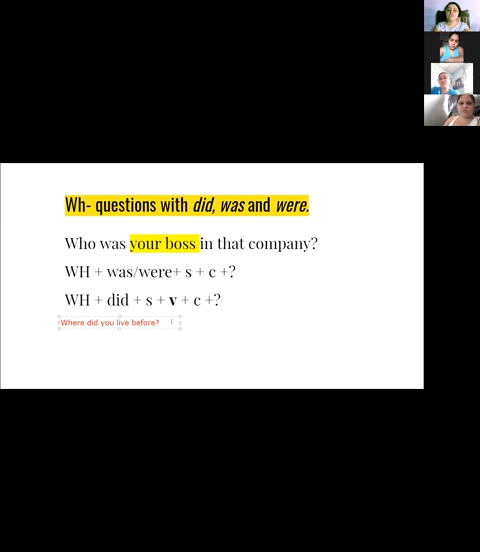 Wh- questions with did, was and were.
Who was your boss in that company?
WH + was/were+ s + c +?
WH + did + s + v + c +?
Where did you live before?